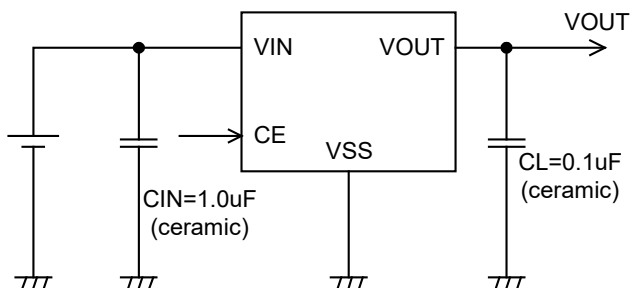 VOUT
VIN
VOUT
CE
VSS
CIN=1.0uF
(ceramic)
CL=0.1uF
(ceramic)